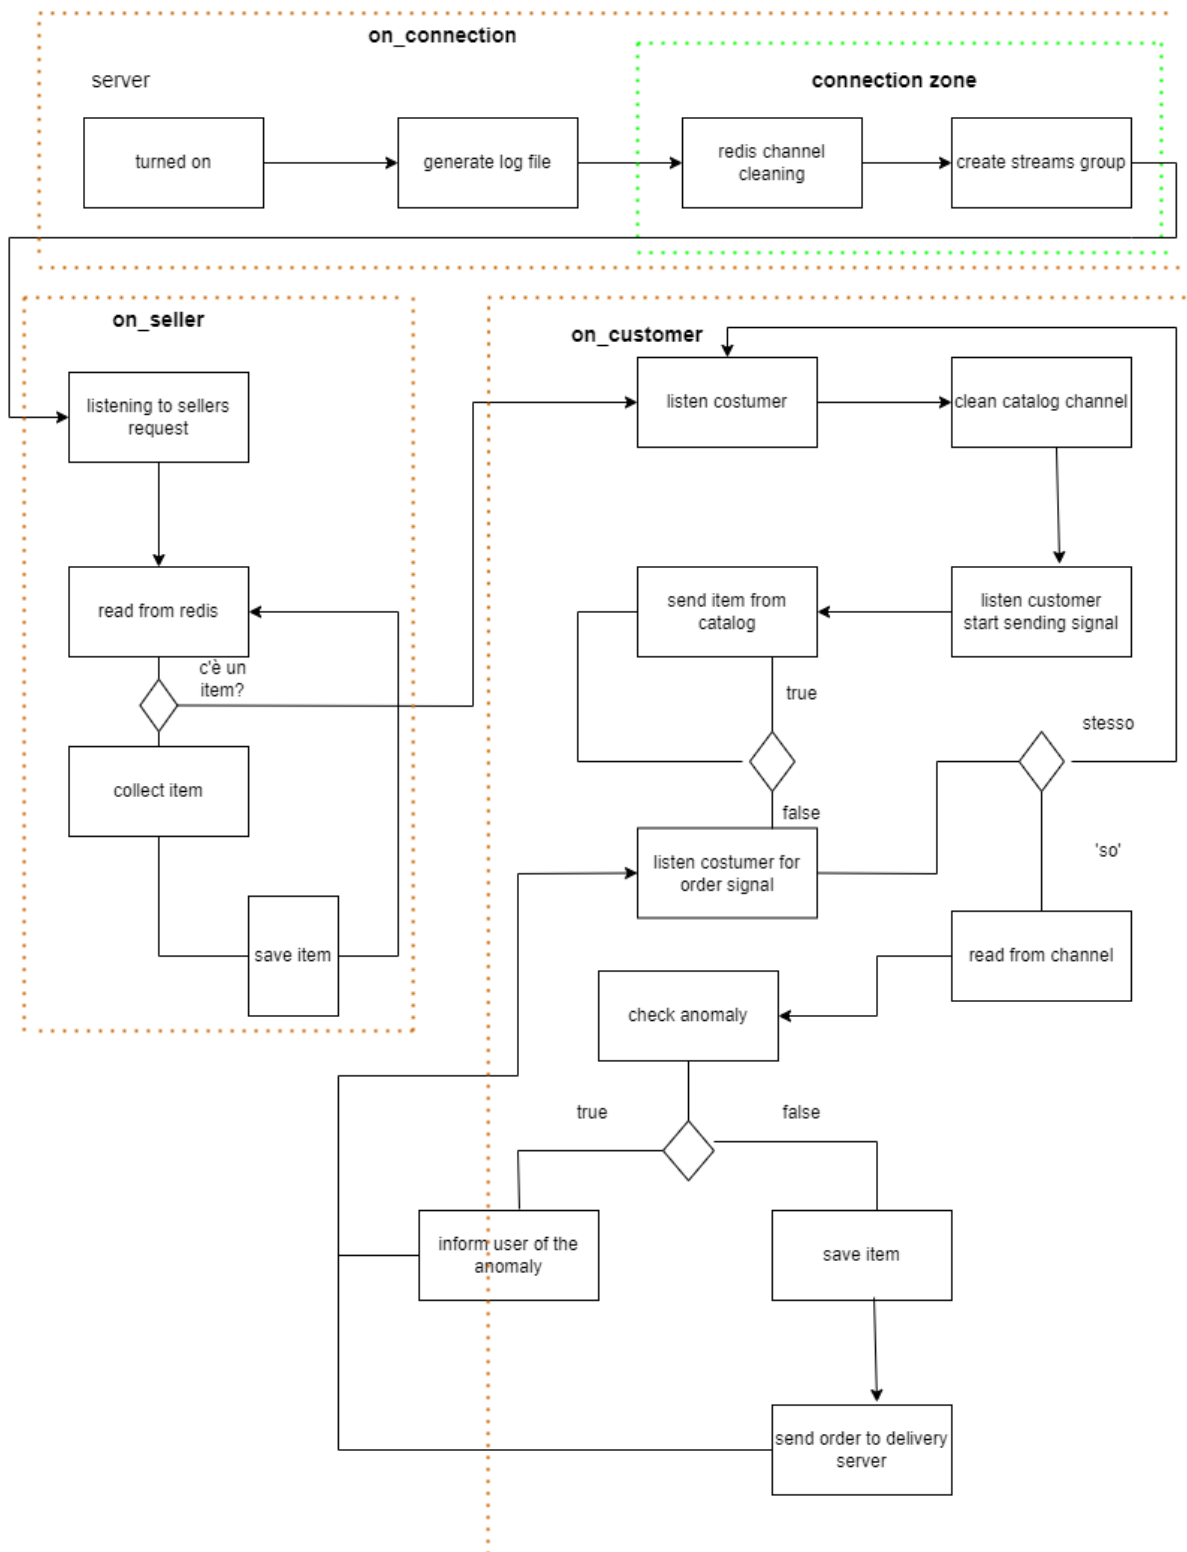 on_connection
server
connection zone
turned on
generate log file
redis channel
cleaning
create streams group
on_seller
on_customer
listening to sellers
request
listen costumer
clean catalog channel
read from redis
send item from
catalog
listen customer
start sending signal
c'è un
item?
true
stesso
collect item
false
listen costumer for
order signal
'so'
save item
read from channel
check anomaly
true
false
inform user of the
anomaly
save item
send order to delivery
server